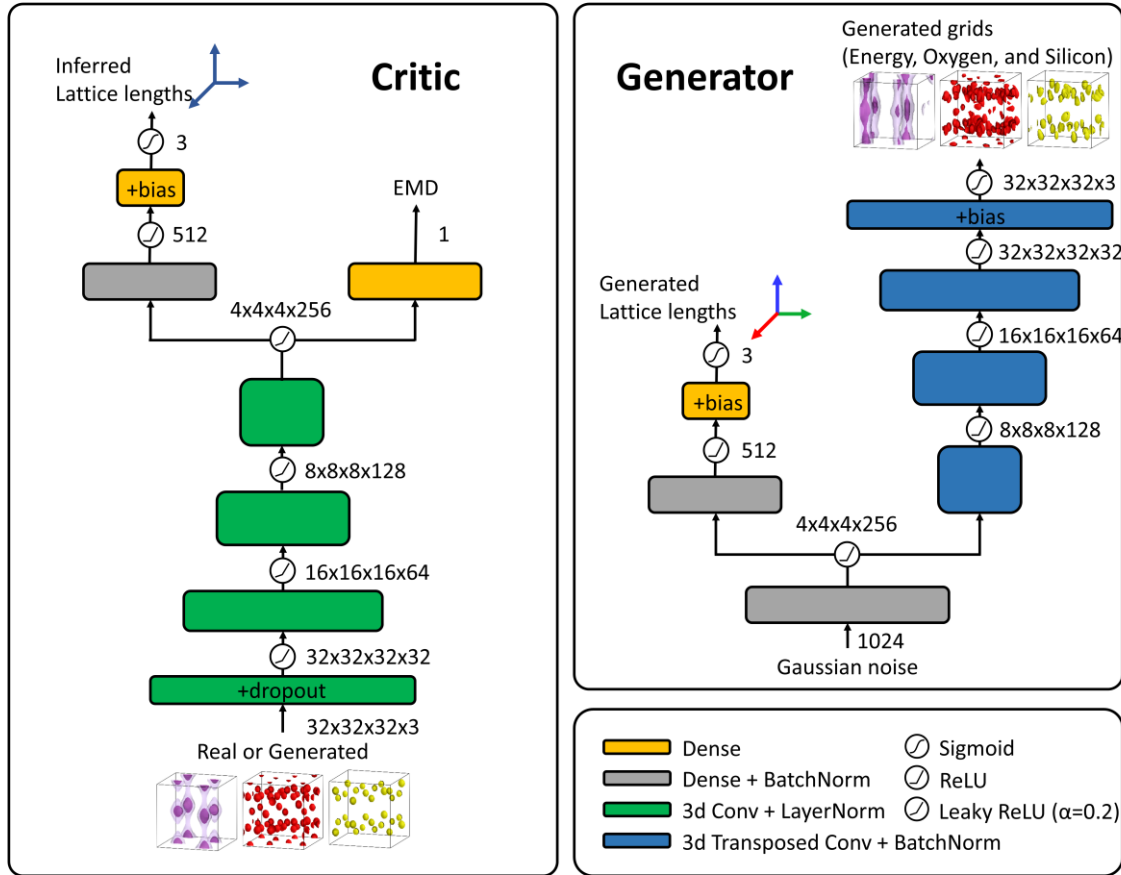 Critic
Inferred
Lattice lengths
3
+bias
512
EMD
1
4x4x4x256
8x8x8x128
16x16x16x64
32x32x32x32
+dropout
32x32x32x3
Real or Generated
Generator
Generated grids
(Energy, Oxygen, and Silicon)
32x32x32x3
+bias
32x32x32x32
16x16x16x64
8x8x8x128
Generated
Lattice lengths
3
+bias
512
4x4x4x256
1024
Gaussian noise
Dense
Dense + BatchNorm
3d Conv + LayerNorm
3d Transposed Conv + BatchNorm
Sigmoid
ReLU
Leaky ReLU (α=0.2)